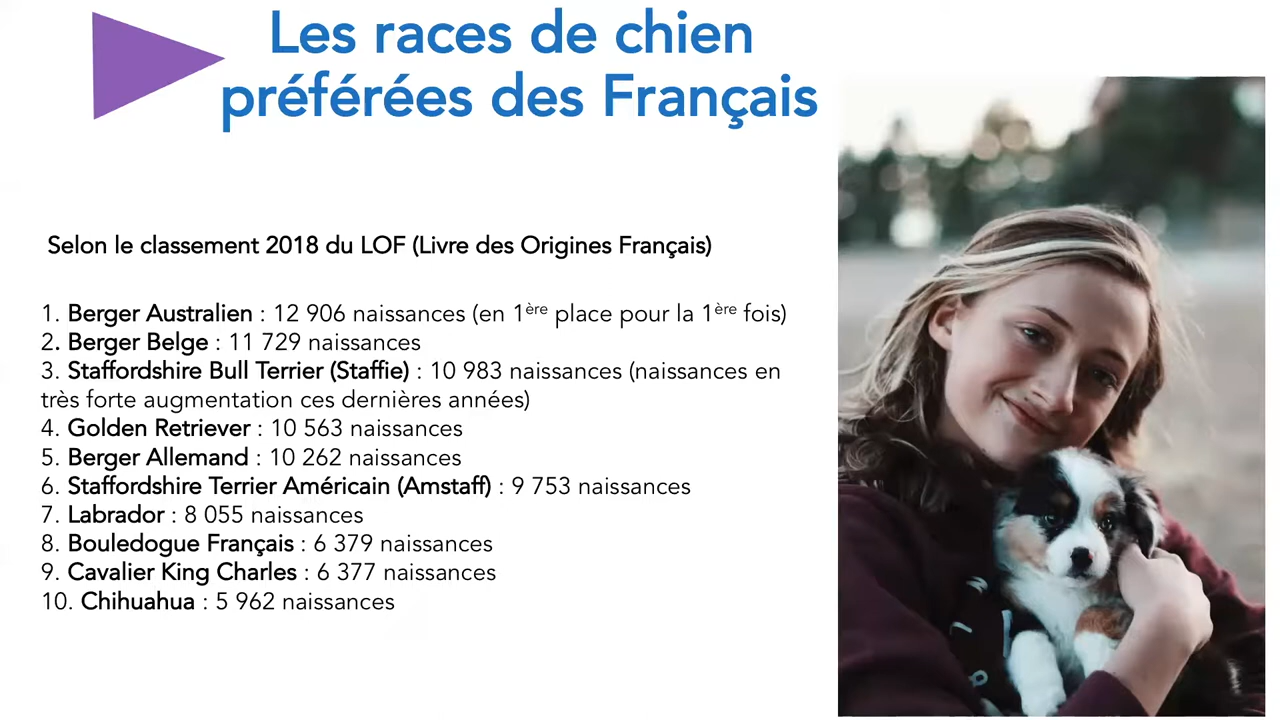 Les races de chien
préférées des Français
Selon le classement 2018 du LOF (Livre des Origines Français)
1. Berger Australien : 12 906 naissances (en 1ère place pour la 1ère fois)
2. Berger Belge : 11 729 naissances
3. Staffordshire Bull Terrier (Staffie) : 10 983 naissances (naissances en
très forte augmentation ces dernières années)
4. Golden Retriever : 10 563 naissances
5. Berger Allemand : 10 262 naissances
6. Staffordshire Terrier Américain (Amstaff) : 9 753 naissances
7. Labrador : 8 055 naissances
8. Bouledogue Français : 6 379 naissances
9. Cavalier King Charles : 6 377 naissances
10. Chihuahua : 5 962 naissances